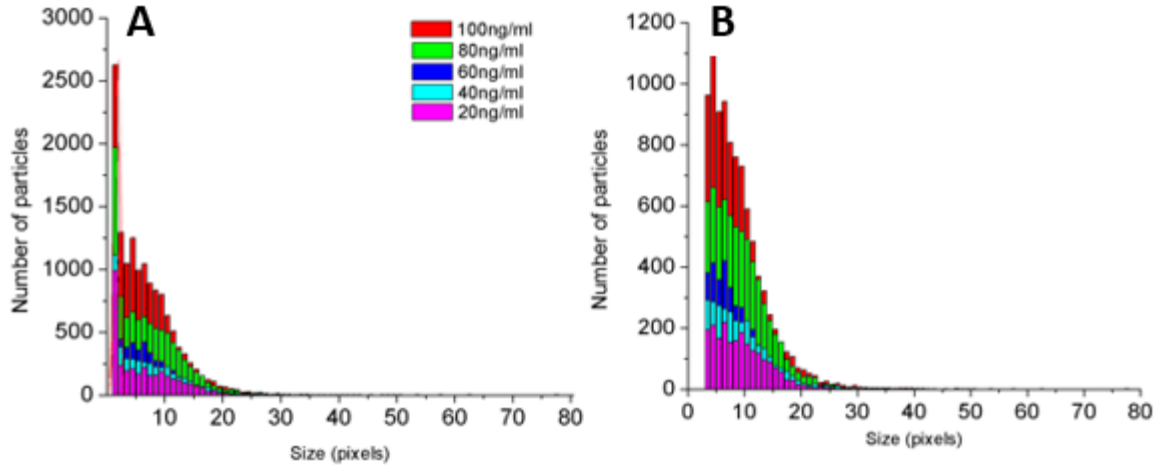 A
B
100ng/ml
80ng/ml
60ng/ml
40ng/ml
20ng/ml
Number of particles
3000
2500
2000
1500
1000
500
0
10 20 30 40 50 60 70 80
Size (pixels)
Number of particles
1200
1000
800
600
400
200
0
0 10 20 30 40 50 60 70 80
Size (pixels)